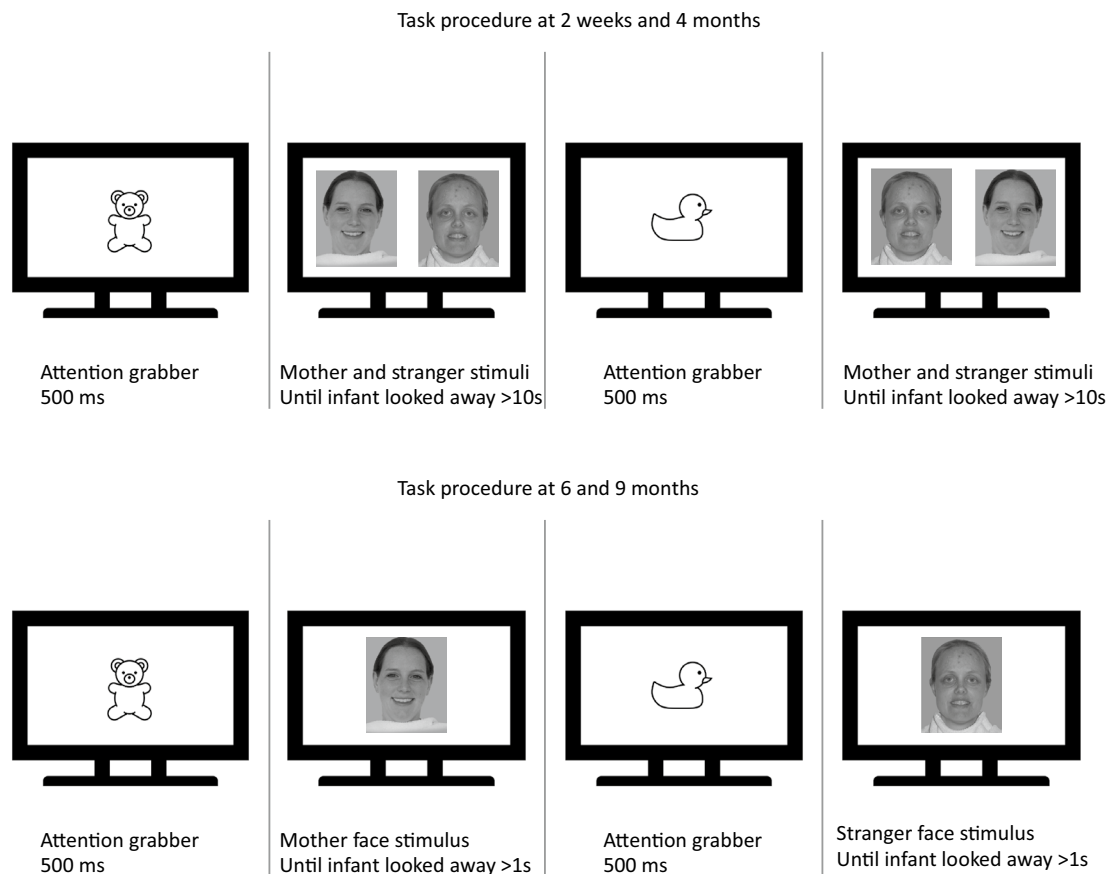 Task procedure at 2 weeks and 4 months
Attention grabber
500 ms
Mother and stranger stimuli
Until infant looked away >10s
Attention grabber
500 ms
Mother and stranger stimuli
Until infant looked away >10s
Task procedure at 6 and 9 months
Attention grabber
500 ms
Mother face stimulus
Until infant looked away >1s
Attention grabber
500 ms
Stranger face stimulus
Until infant looked away >1s